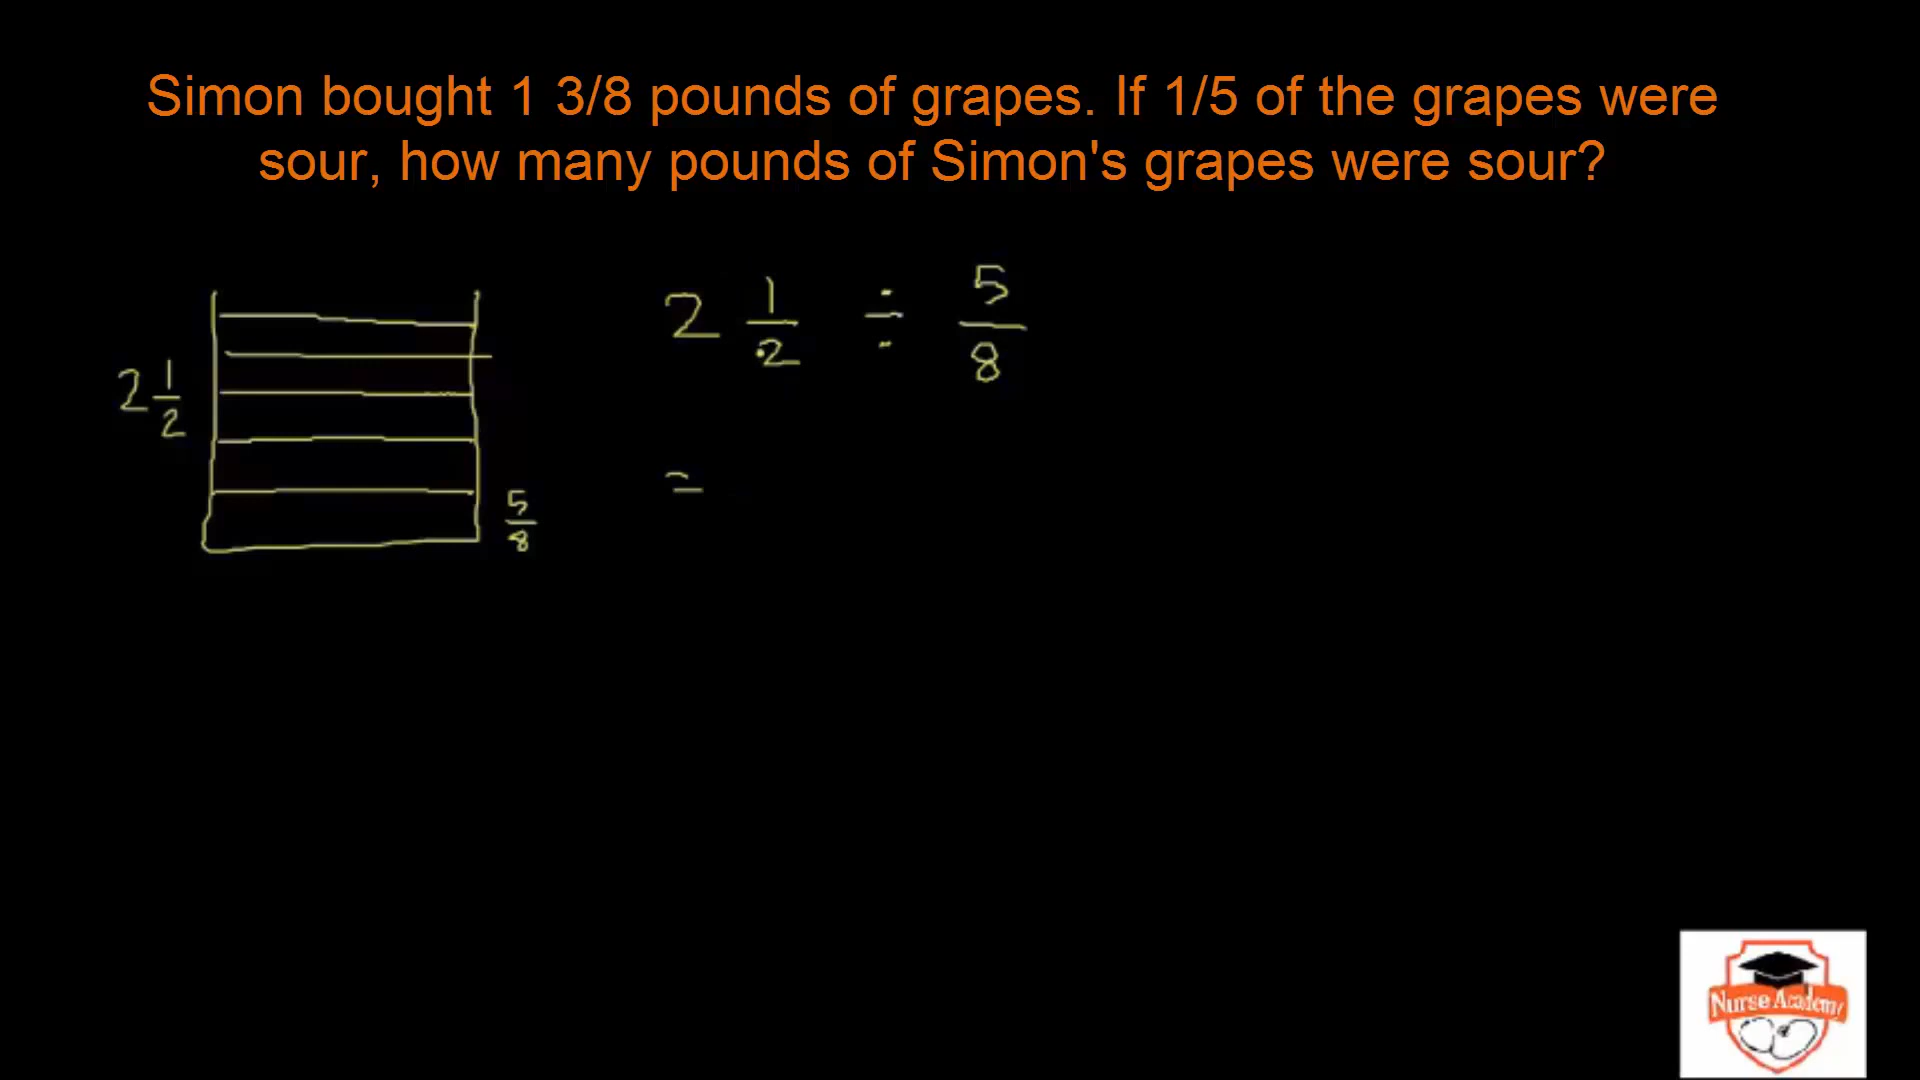 Simon bought 1 3/8 pounds of grapes. If 1/5 of the grapes were
sour, how many pounds of Simon's grapes were sour?
2 1/2 ÷ 5/8
2 1/2
=
5/8
Nurse Academy